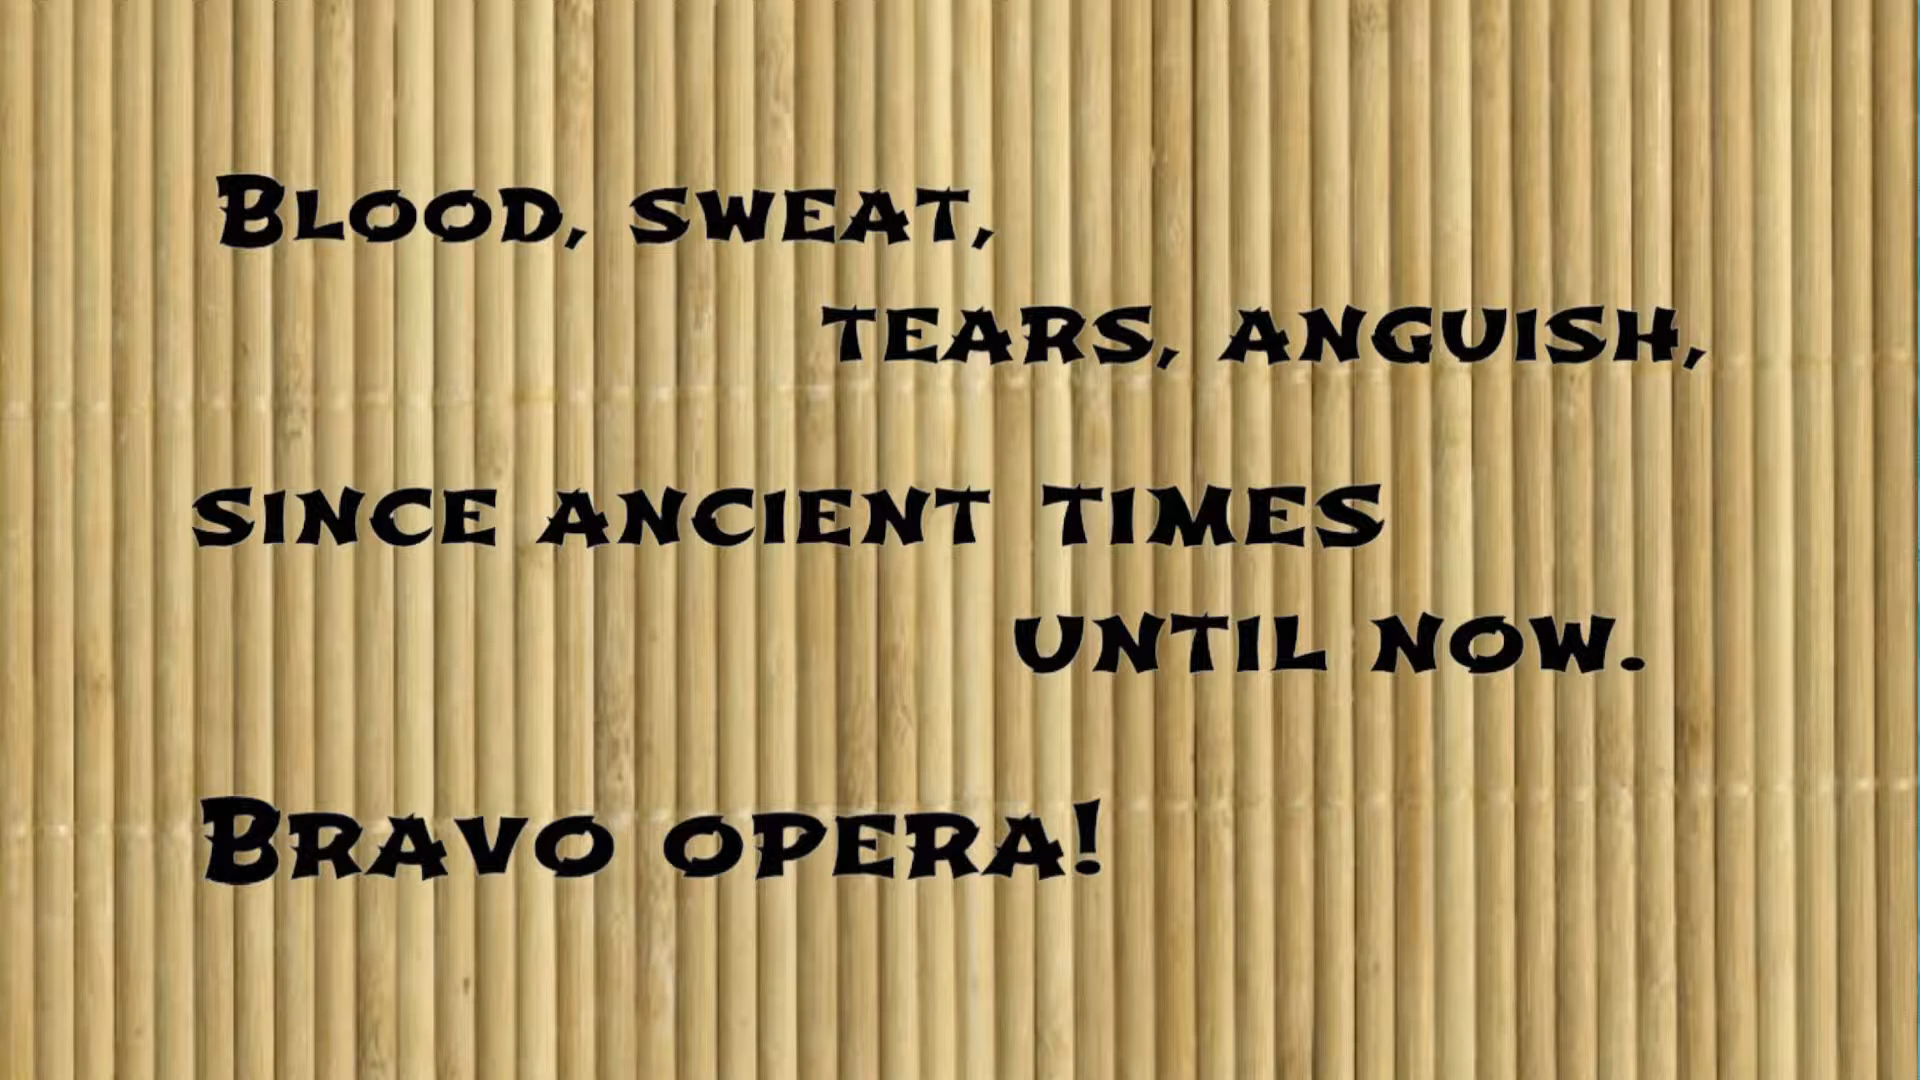 Blood, sweat,
tears, anguish,
since ancient times
until now.
Bravo opera!